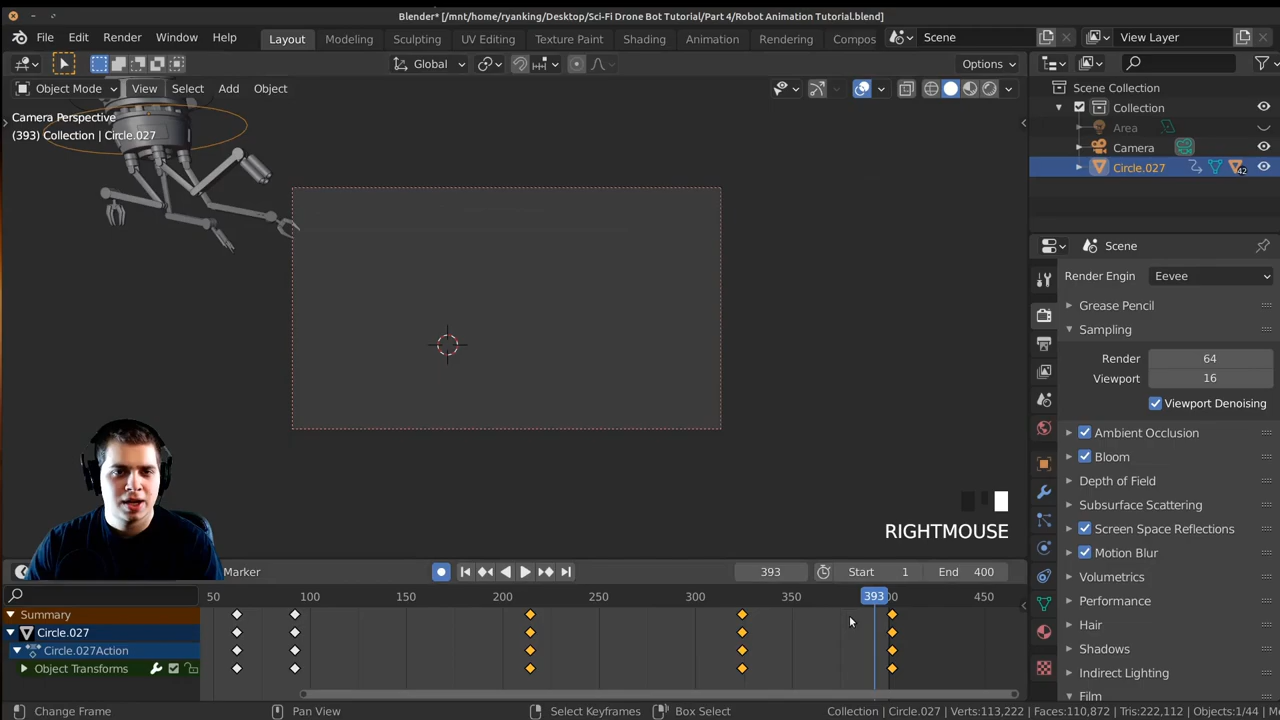 Blender* [/mnt/home/ryanking/Desktop/Sci-Fi Drone Bot Tutorial/Part 4/Robot Animation Tutorial.blend]
File Edit Render Window Help Layout Modeling Sculpting UV Editing Texture Paint Shading Animation Rendering Compos Scene View Layer
Global Options
Object Mode View Select Add Object
Camera Perspective
(393) Collection | Circle.027
Scene Collection
Collection
Area
Camera
Circle.027
42
Scene
Render Engin Eevee
Grease Pencil
Sampling
Render 64
Viewport 16
Viewport Denoising
Ambient Occlusion
Bloom
Depth of Field
Subsurface Scattering
Screen Space Reflections
Motion Blur
Volumetrics
Performance
Hair
Shadows
Indirect Lighting
Film
RIGHTMOUSE
Marker 393 Start 1 End 400
50 100 150 200 250 300 350 393 00 450
Summary
Circle.027
Circle.027Action
Object Transforms
Change Frame Pan View Select Keyframes Box Select Collection | Circle.027 | Verts:113,222 | Faces:110,872 | Tris:222,112 | Objects:1/44 | Me